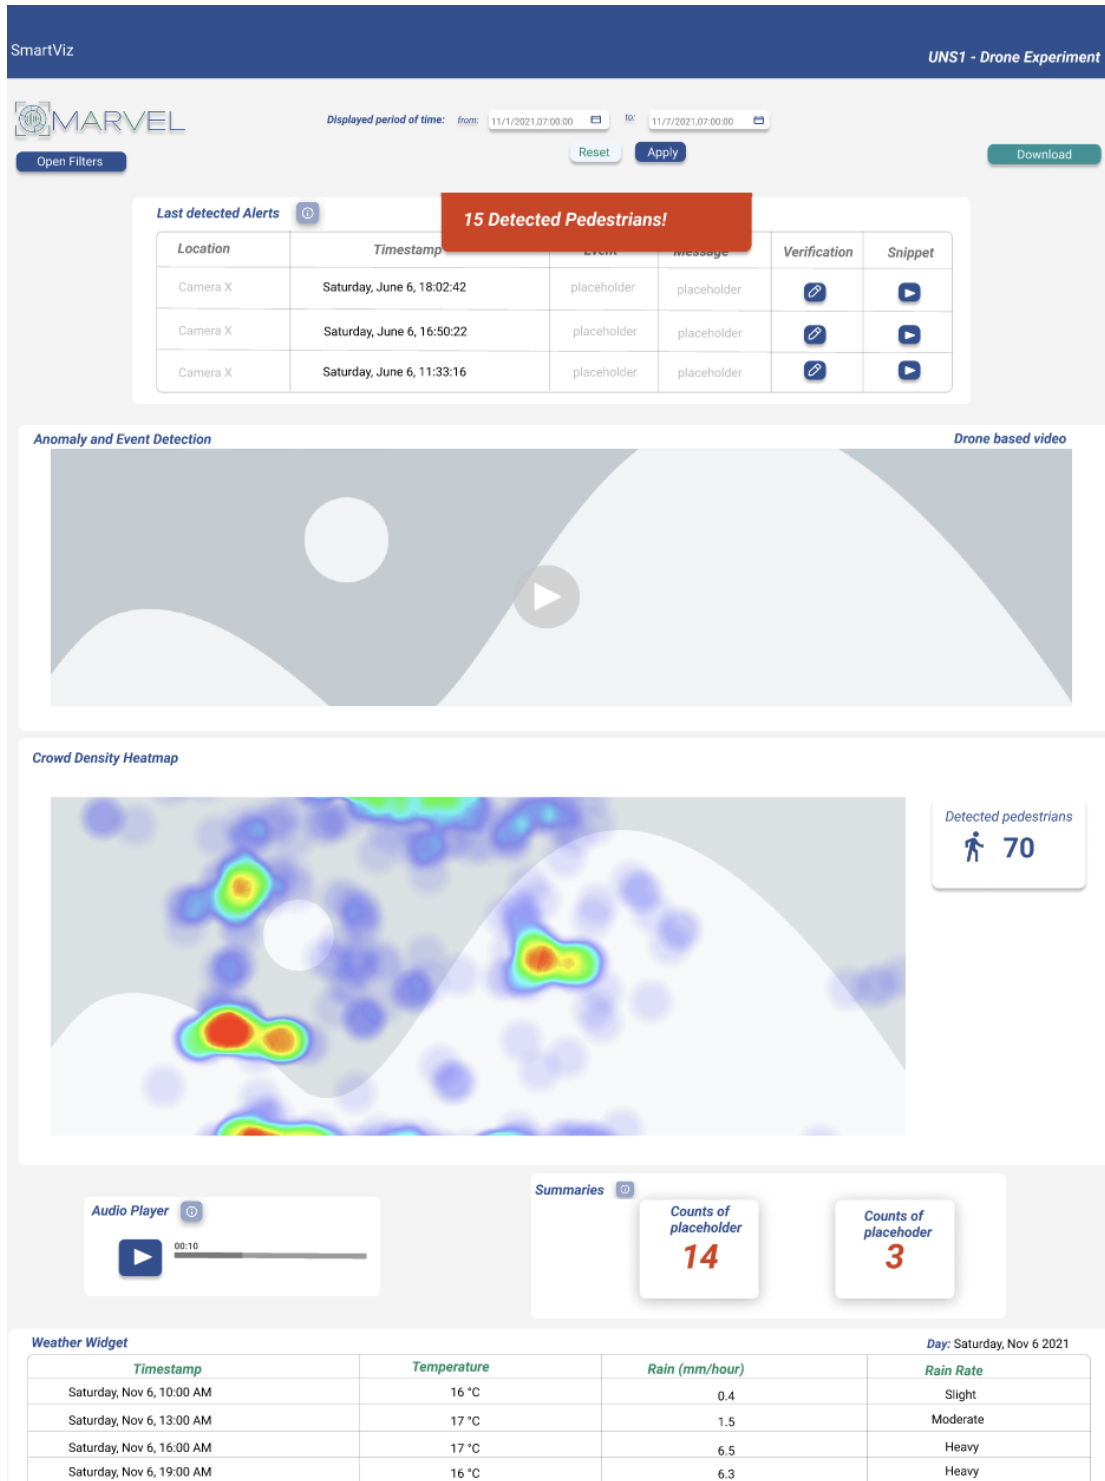 SmartViz
UNS1 - Drone Experiment
MARVEL
Displayed period of time: from: 11/1/2021,07:00:00 to: 11/7/2021,07:00:00
Open Filters
Reset Apply
Download
Last detected Alerts
15 Detected Pedestrians!
Location Timestamp Event Message Verification Snippet
Camera X Saturday, June 6, 18:02:42 placeholder placeholder
Camera X Saturday, June 6, 16:50:22 placeholder placeholder
Camera X Saturday, June 6, 11:33:16 placeholder placeholder
Anomaly and Event Detection
Drone based video
Crowd Density Heatmap
Detected pedestrians
70
Audio Player
00:10
Summaries
Counts of
placeholder
14
Counts of
placehoder
3
Weather Widget
Day: Saturday, Nov 6 2021
Timestamp Temperature Rain (mm/hour) Rain Rate
Saturday, Nov 6, 10:00 AM 16 °C 0.4 Slight
Saturday, Nov 6, 13:00 AM 17 °C 1.5 Moderate
Saturday, Nov 6, 16:00 AM 17 °C 6.5 Heavy
Saturday, Nov 6, 19:00 AM 16 °C 6.3 Heavy